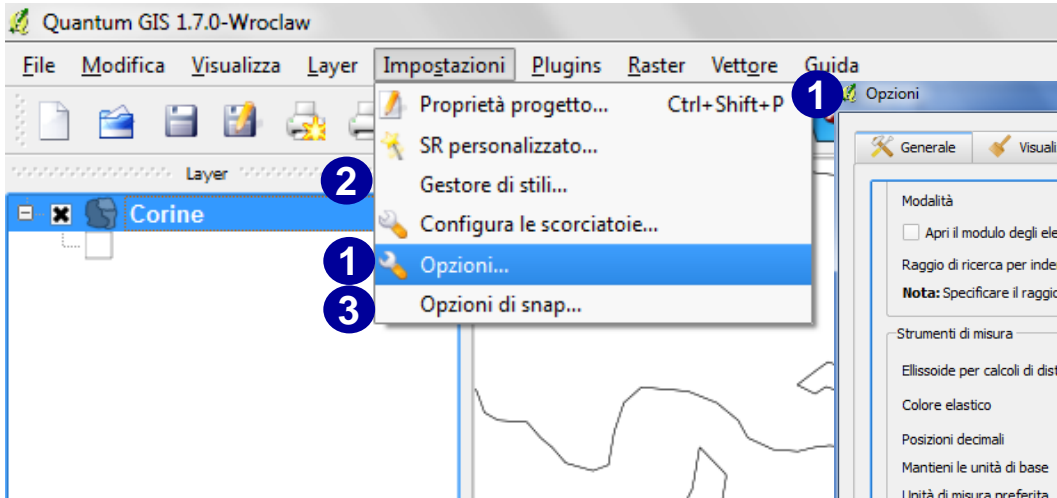 Quantum GIS 1.7.0-Wroclaw
File Modifica Visualizza Layer Impostazioni Plugins Raster Vettore Guida
Proprietà progetto... Ctrl+Shift+P
SR personalizzato...
2 Gestore di stili...
Configura le scorciatoie...
1 Opzioni...
3 Opzioni di snap...
Layer
Corine
1 Opzioni
Generale Visuali
Modalità
Apri il modulo degli ele
Raggio di ricerca per inde
Nota: Specificare il raggio
Strumenti di misura
Ellissoide per calcoli di dist
Colore elastico
Posizioni decimali
Mantieni le unità di base
Unità di misura preferita